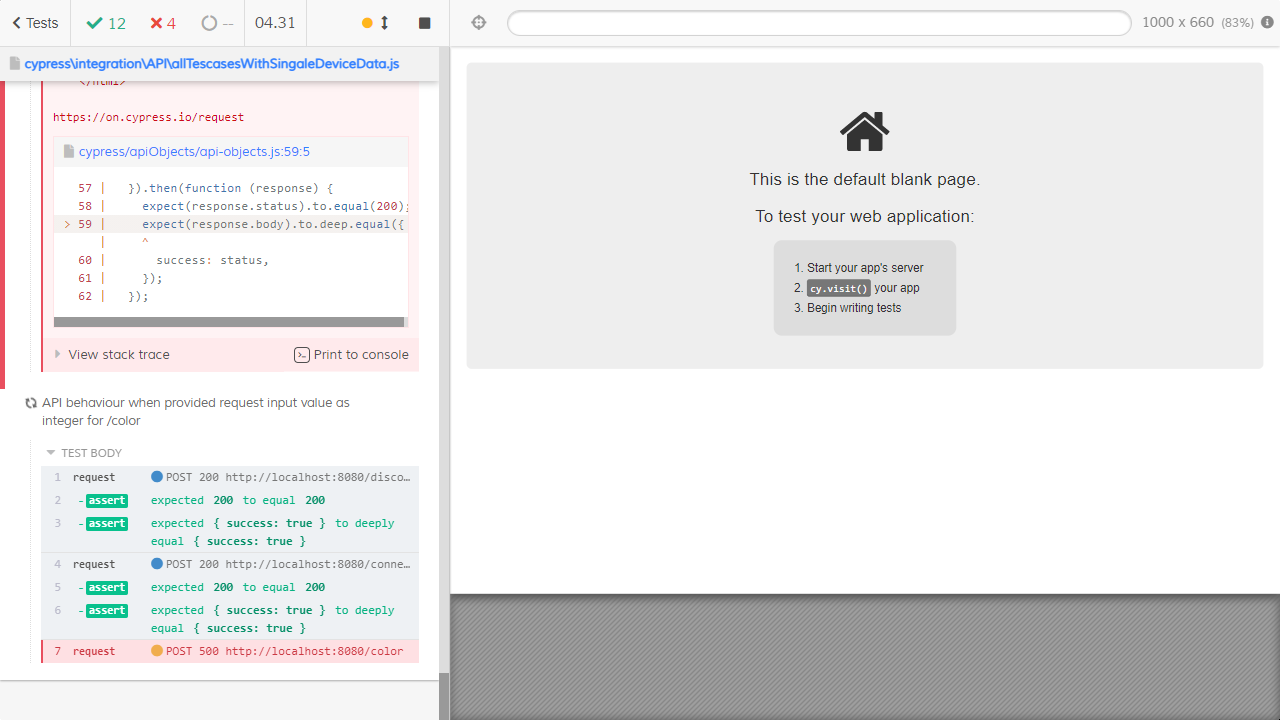 Tests
12
4
--
04.31
1000 x 660 (83%)
cypress\integration\API\allTescasesWithSingaleDeviceData.js
</html>
https://on.cypress.io/request
cypress/apiObjects/api-objects.js:59:5
57 | }).then(function (response) {
58 | expect(response.status).to.equal(200);
> 59 | expect(response.body).to.deep.equal({
| ^
60 | success: status,
61 | });
62 | });
View stack trace
Print to console
API behaviour when provided request input value as
integer for /color
TEST BODY
1 request POST 200 http://localhost:8080/disco…
2 -assert expected 200 to equal 200
3 -assert expected { success: true } to deeply
equal { success: true }
4 request POST 200 http://localhost:8080/conne…
5 -assert expected 200 to equal 200
6 -assert expected { success: true } to deeply
equal { success: true }
7 request POST 500 http://localhost:8080/color
This is the default blank page.
To test your web application:
1. Start your app's server
2. cy.visit() your app
3. Begin writing tests